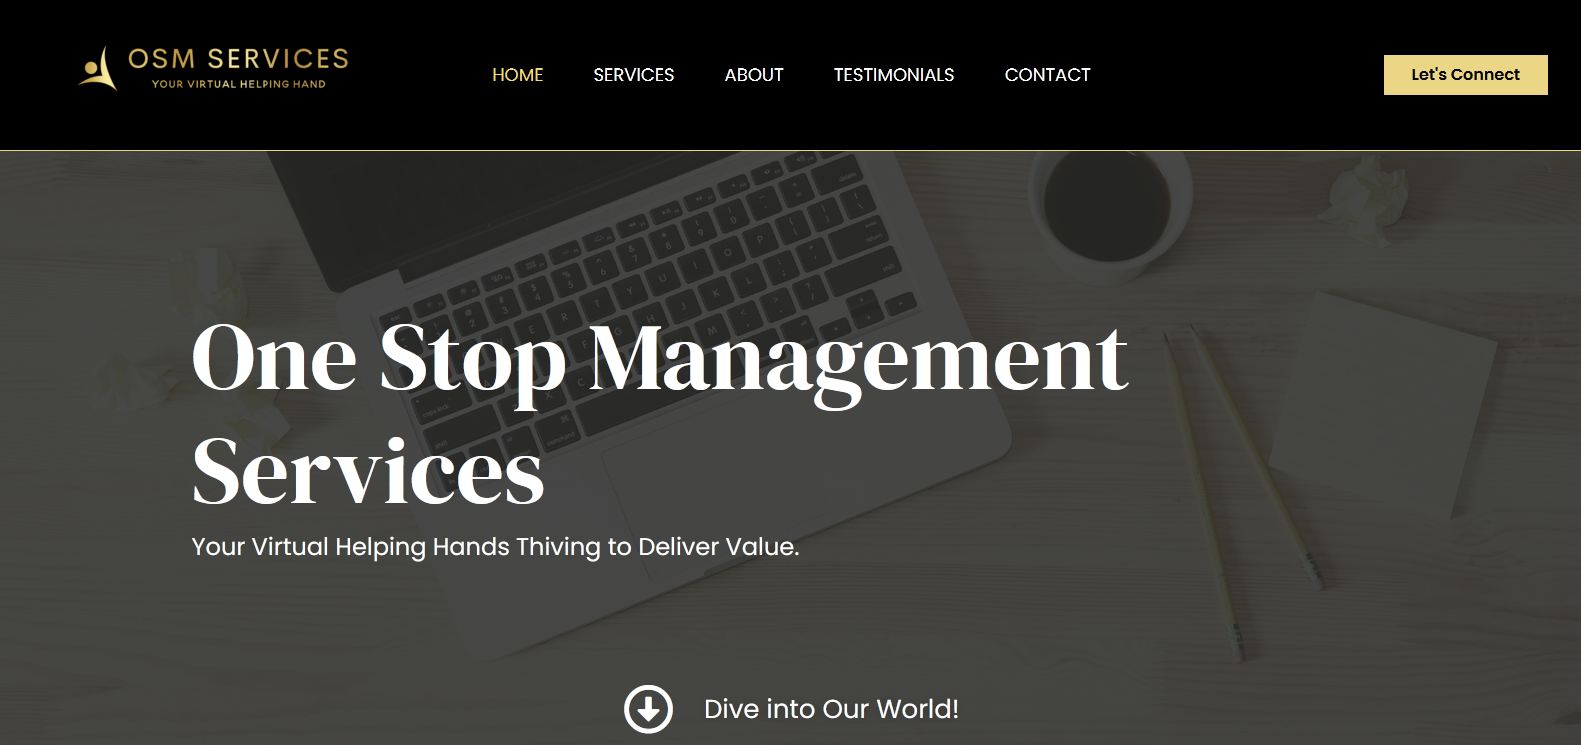 OSM SERVICES
YOUR VIRTUAL HELPING HAND
HOME
SERVICES
ABOUT
TESTIMONIALS
CONTACT
Let's Connect
One Stop Management
Services
Your Virtual Helping Hands Thriving to Deliver Value.
Dive into Our World!